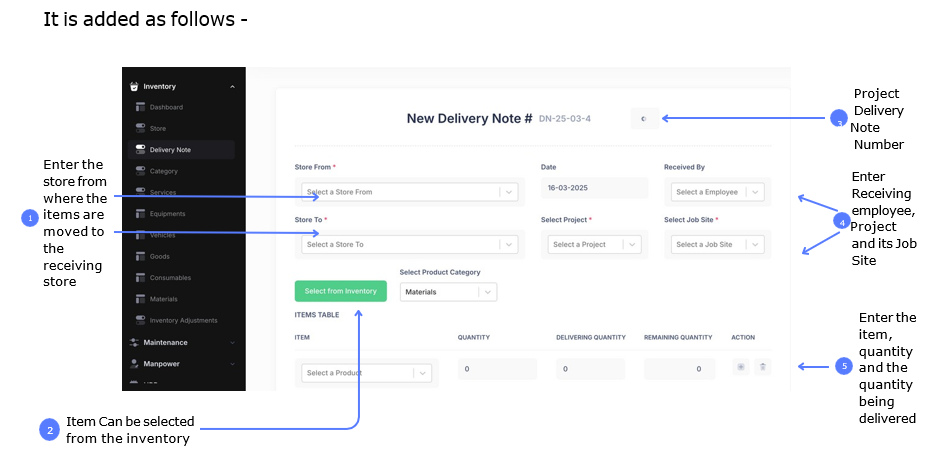 It is added as follows -
Inventory
Dashboard
Store
Delivery Note
Category
Services
Equipments
Vehicles
Goods
Consumables
Materials
Inventory Adjustments
Maintenance
Manpower
New Delivery Note # DN-25-03-4
Store From *
Select a Store From
Date
16-03-2025
Received By
Select a Employee
Store To *
Select a Store To
Select Project *
Select a Project
Select Job Site *
Select a Job Site
Select from Inventory
Select Product Category
Materials
ITEMS TABLE
ITEM QUANTITY DELIVERING QUANTITY REMAINING QUANTITY ACTION
Select a Product 0 0 0
1
Enter the
store from
where the
items are
moved to
the
receiving
store
2
Item Can be selected
from the inventory
3
Project
Delivery
Note
Number
4
Enter
Receiving
employee,
Project
and its Job
Site
5
Enter the
item,
quantity
and the
quantity
being
delivered